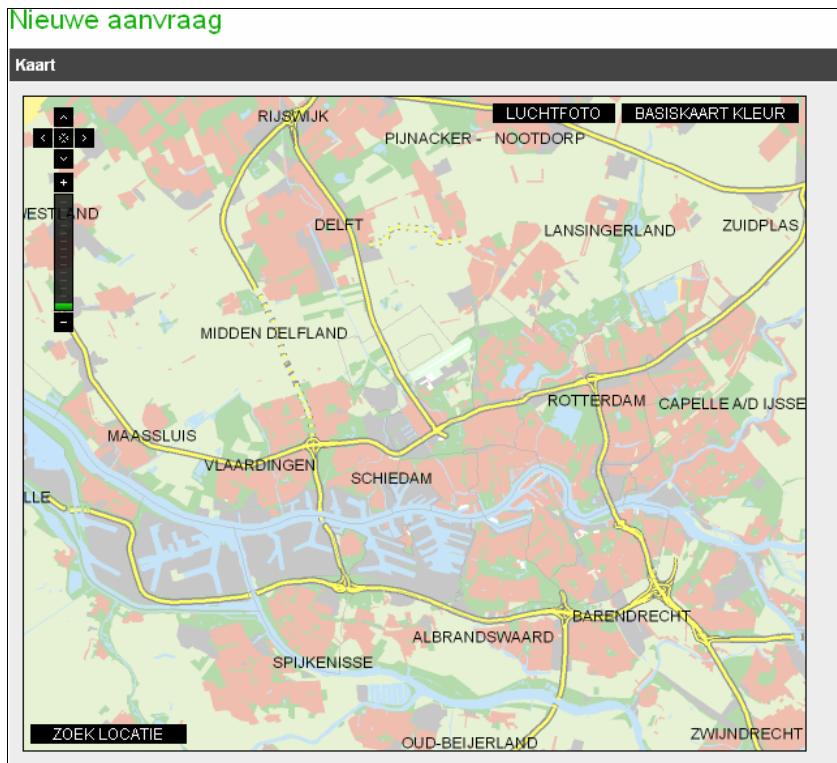 Nieuwe aanvraag
Kaart
LUCHTFOTO
BASISKAART KLEUR
RIJSWIJK
PIJNACKER - NOOTDORP
ESTLAND
DELFT
LANSINGERLAND
ZUIDPLAS
MIDDEN DELFLAND
ROTTERDAM
CAPELLE A/D IJSSE
MAASSLUIS
VLAARDINGEN
SCHIEDAM
LLE
BARENDRECHT
ALBRANDSWAARD
SPIJKENISSE
ZWIJNDRECHT
OUD-BEIJERLAND
ZOEK LOCATIE